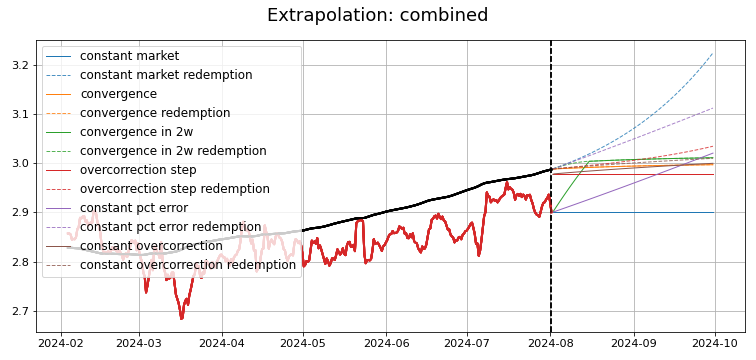 Extrapolation: combined
constant market
constant market redemption
convergence
convergence redemption
convergence in 2w
convergence in 2w redemption
overcorrection step
overcorrection step redemption
constant pct error
constant pct error redemption
constant overcorrection
constant overcorrection redemption
3.2
3.1
3.0
2.9
2.8
2.7
2024-02 2024-03 2024-04 2024-05 2024-06 2024-07 2024-08 2024-09 2024-10